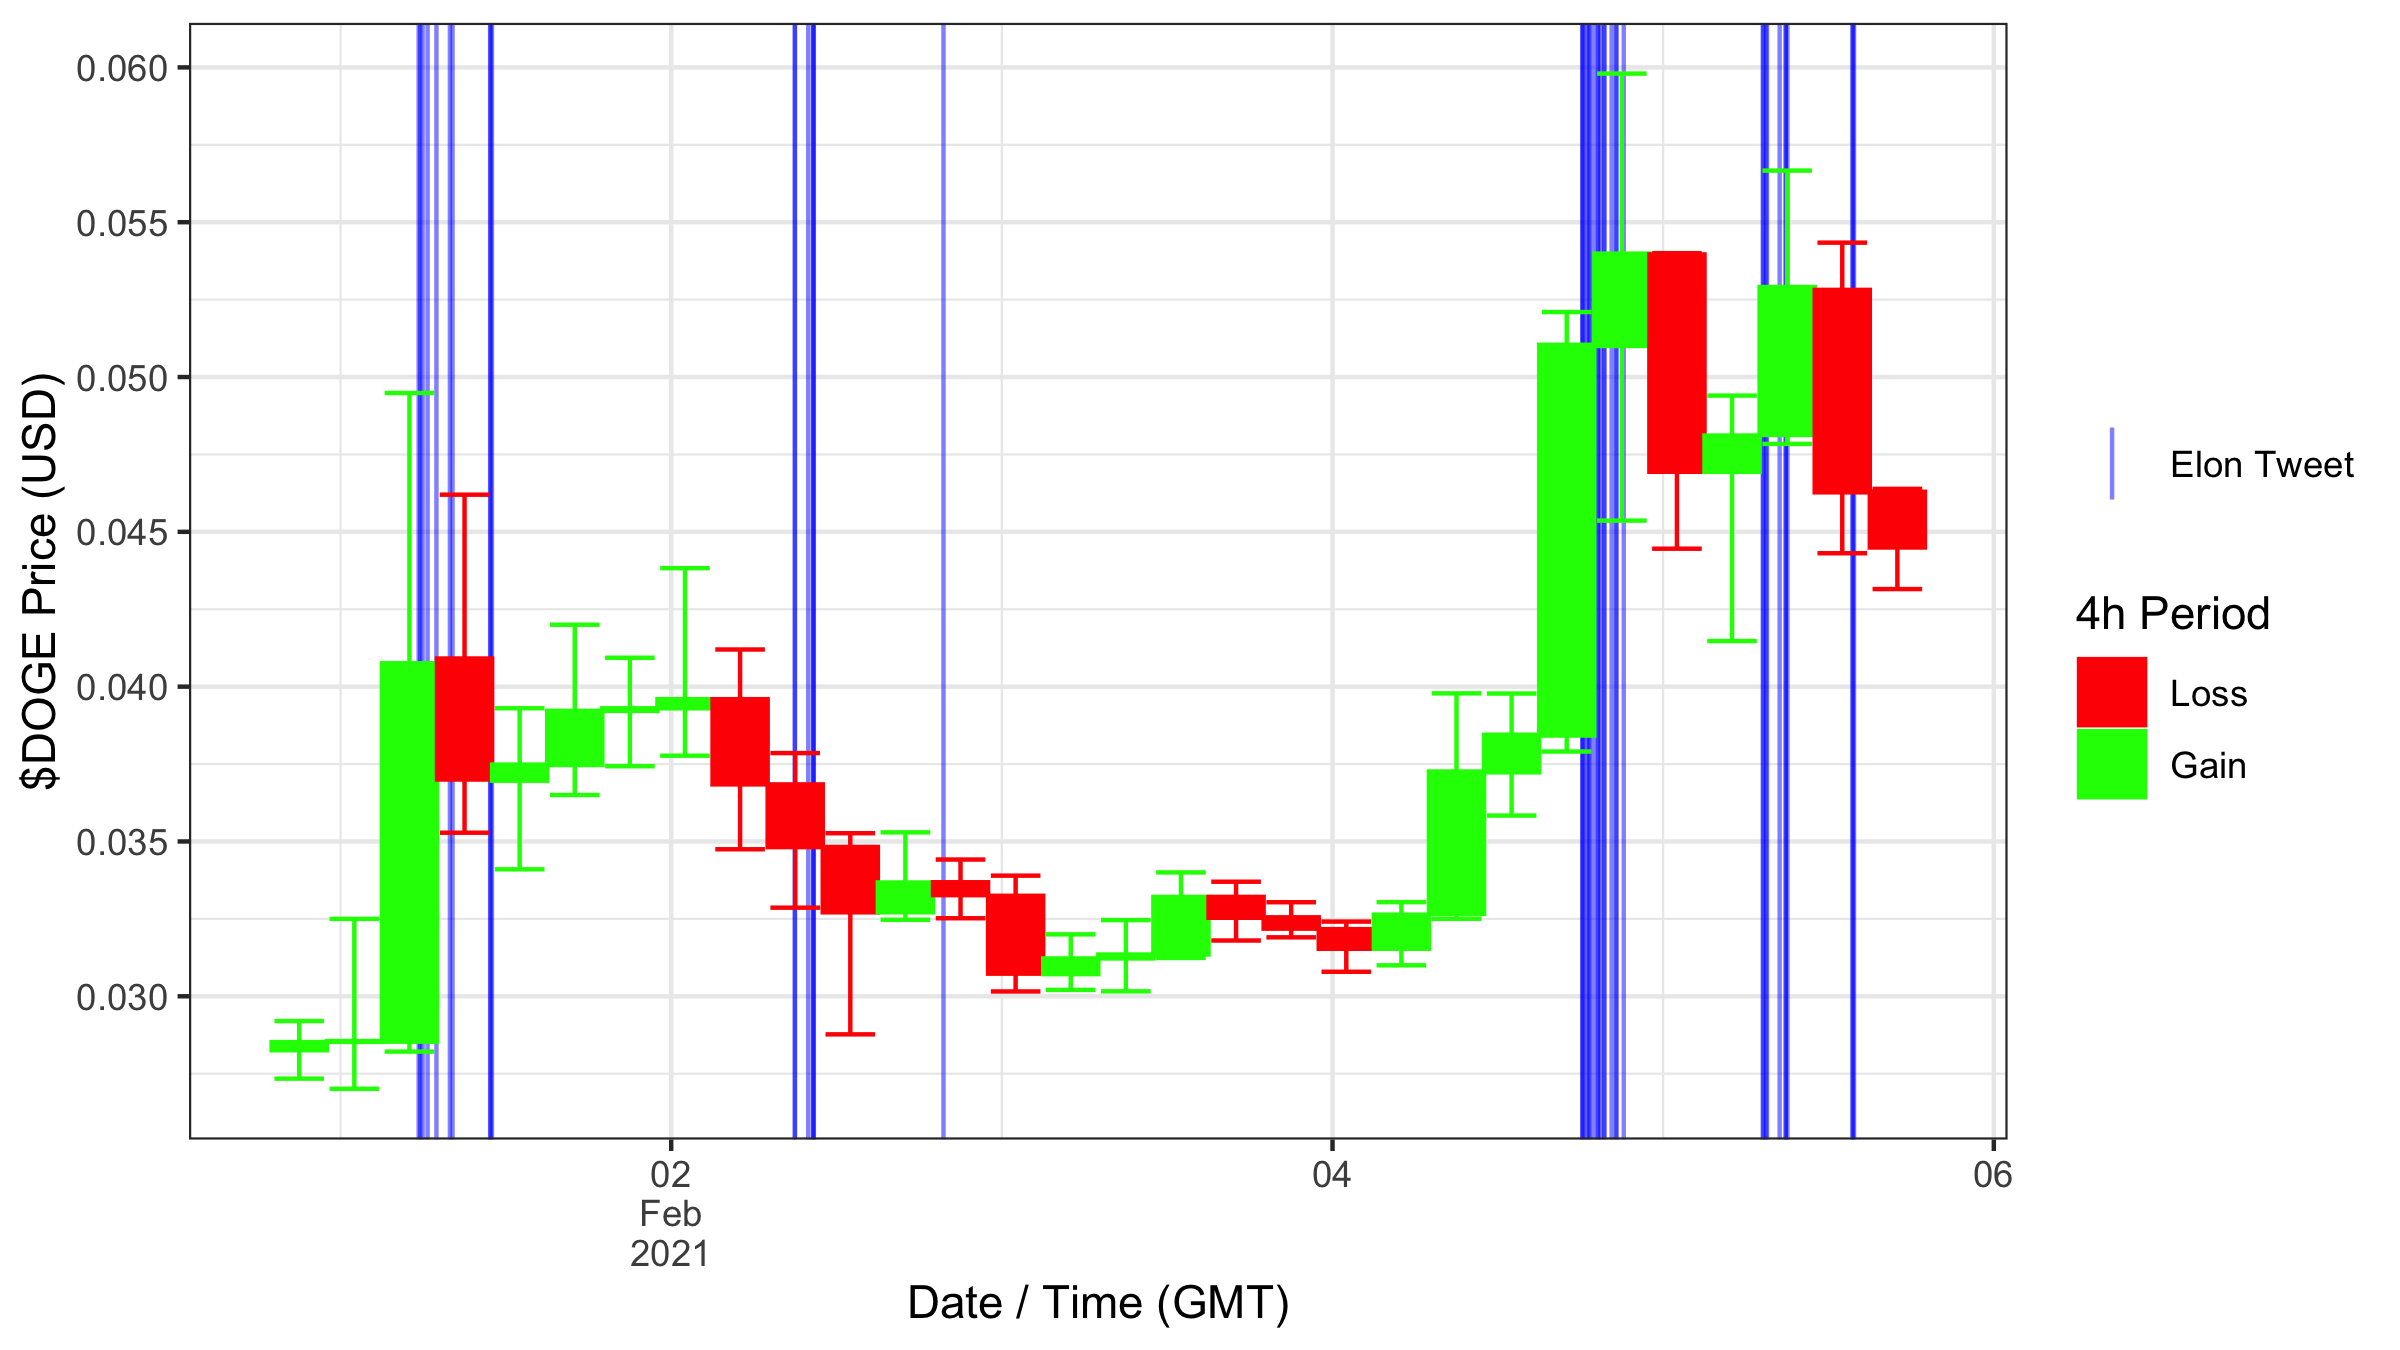 0.060
0.055
0.050
0.045
0.040
0.035
0.030
$DOGE Price (USD)
02
Feb
2021
04
06
Date / Time (GMT)
Elon Tweet
4h Period
Loss
Gain